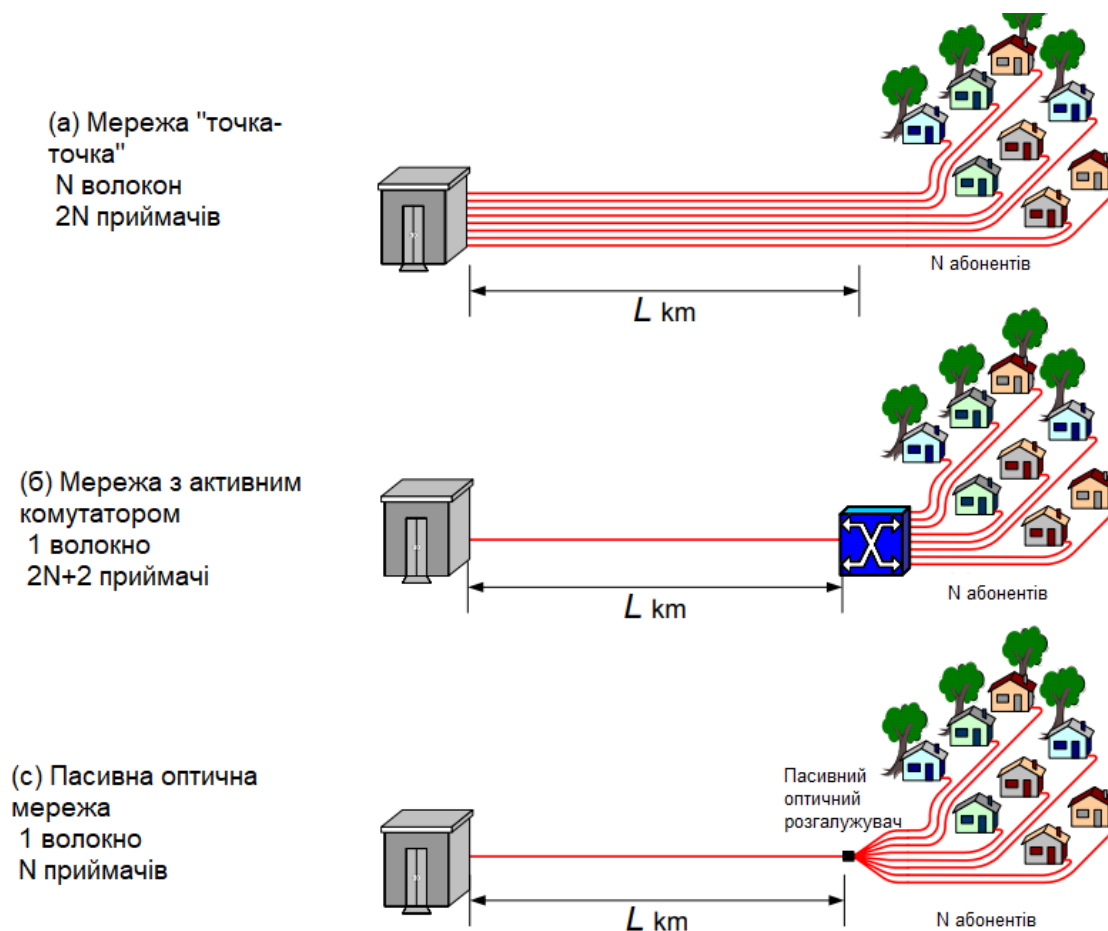 (а) Мережа "точка-
точка"
N волокон
2N приймачів
N абонентів
L km
(б) Мережа з активним
комутатором
1 волокно
2N+2 приймачі
N абонентів
L km
(с) Пасивна оптична
мережа
1 волокно
N приймачів
Пасивний
оптичний
розгалужувач
L km
N абонентів